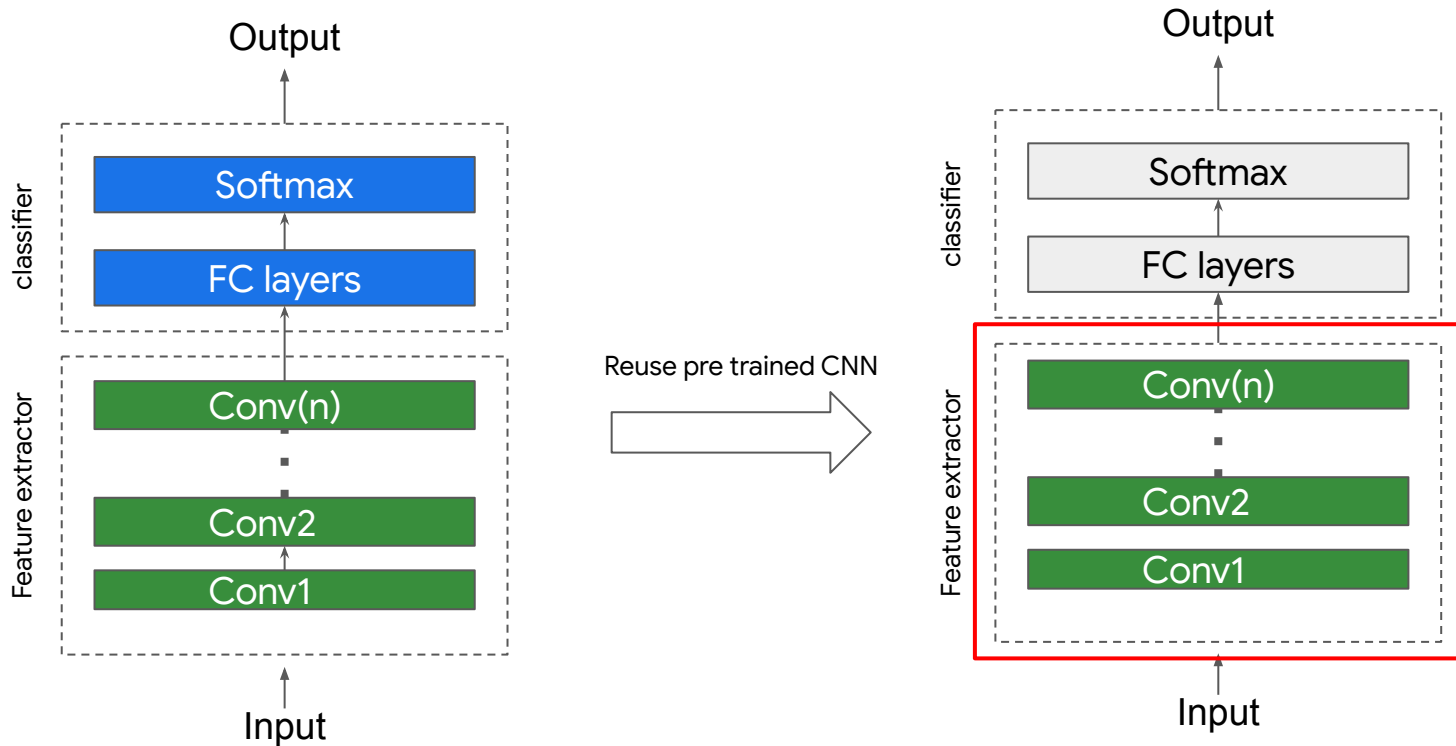 Output
classifier
Softmax
FC layers
Feature extractor
Conv(n)
Conv2
Conv1
Input
Reuse pre trained CNN
Output
classifier
Softmax
FC layers
Feature extractor
Conv(n)
Conv2
Conv1
Input